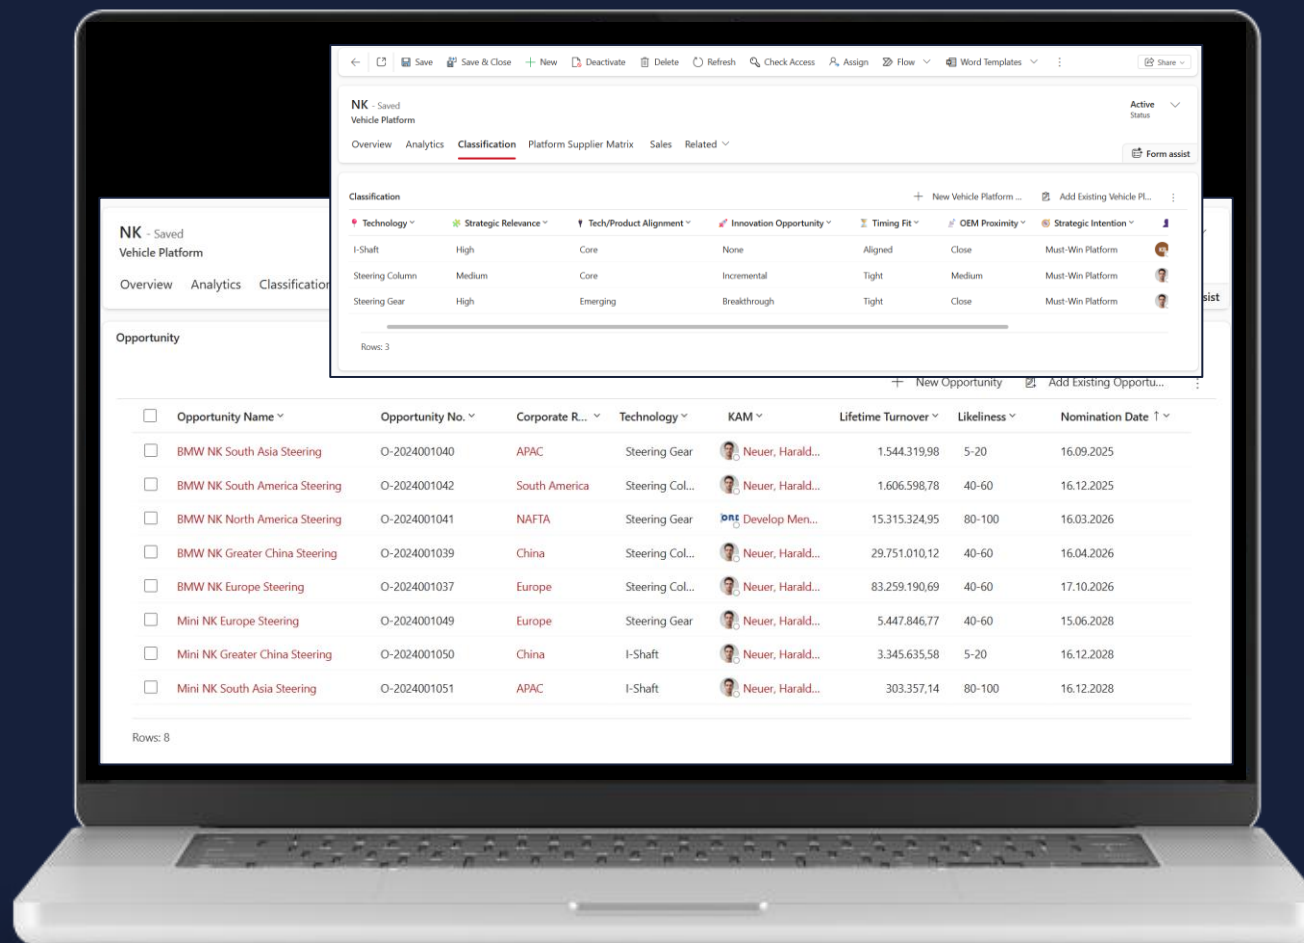 Save Save & Close New Deactivate Delete Refresh Check Access Assign Flow Word Templates Share
NK - Saved
Vehicle Platform
Active
Status
Overview Analytics Classification Platform Supplier Matrix Sales Related
Form assist
Classification
New Vehicle Platform ... Add Existing Vehicle Pl...
Technology Strategic Relevance Tech/Product Alignment Innovation Opportunity Timing Fit OEM Proximity Strategic Intention
I-Shaft High Core None Aligned Close Must-Win Platform
Steering Column Medium Core Incremental Tight Medium Must-Win Platform
Steering Gear High Emerging Breakthrough Tight Close Must-Win Platform
Rows: 3
NK - Saved
Vehicle Platform
Overview Analytics Classification
sist
Opportunity
New Opportunity Add Existing Opportu...
Opportunity Name Opportunity No. Corporate R... Technology KAM Lifetime Turnover Likeliness Nomination Date ↑
BMW NK South Asia Steering O-2024001040 APAC Steering Gear Neuer, Harald... 1.544.319,98 5-20 16.09.2025
BMW NK South America Steering O-2024001042 South America Steering Col... Neuer, Harald... 1.606.598,78 40-60 16.12.2025
BMW NK North America Steering O-2024001041 NAFTA Steering Gear Develop Men... 15.315.324,95 80-100 16.03.2026
BMW NK Greater China Steering O-2024001039 China Steering Col... Neuer, Harald... 29.751.010,12 40-60 16.04.2026
BMW NK Europe Steering O-2024001037 Europe Steering Col... Neuer, Harald... 83.259.190,69 40-60 17.10.2026
Mini NK Europe Steering O-2024001049 Europe Steering Gear Neuer, Harald... 5.447.846,77 40-60 15.06.2028
Mini NK Greater China Steering O-2024001050 China I-Shaft Neuer, Harald... 3.345.635,58 5-20 16.12.2028
Mini NK South Asia Steering O-2024001051 APAC I-Shaft Neuer, Harald... 303.357,14 80-100 16.12.2028
Rows: 8